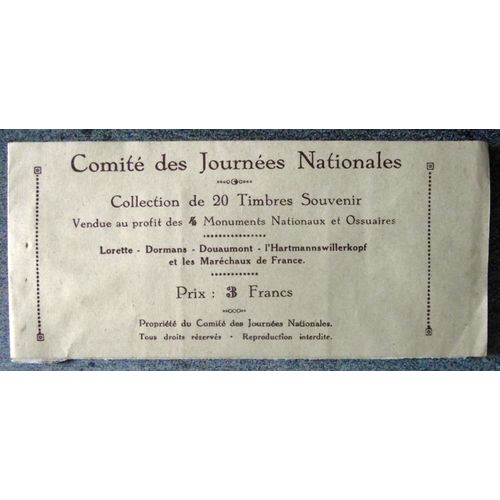 Comité des Journées Nationales
Collection de 20 Timbres Souvenir
Vendue au profit des 4 Monuments Nationaux et Ossuaires
Lorette - Dormans - Douaumont - l'Hartmannswillerkopf
et les Maréchaux de France.
Prix : 3 Francs
Propriété du Comité des Journées Nationales.
Tous droits réservés - Reproduction interdite.